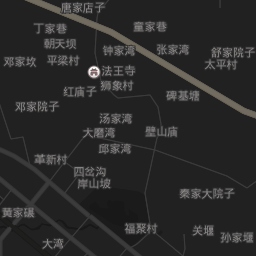 唐家店子
丁家巷
童家巷
朝天坝
钟家湾
张家湾
舒家院子
邓家坎
平梁村
太平村
法王寺
狮象村
红庙子
碑基塘
邓家院子
汤家湾
大磨湾
璧山庙
邱家湾
革新村
四岔沟
岸山坡
秦家大院子
黄家碾
福聚村
关堰
孙家堰
大湾